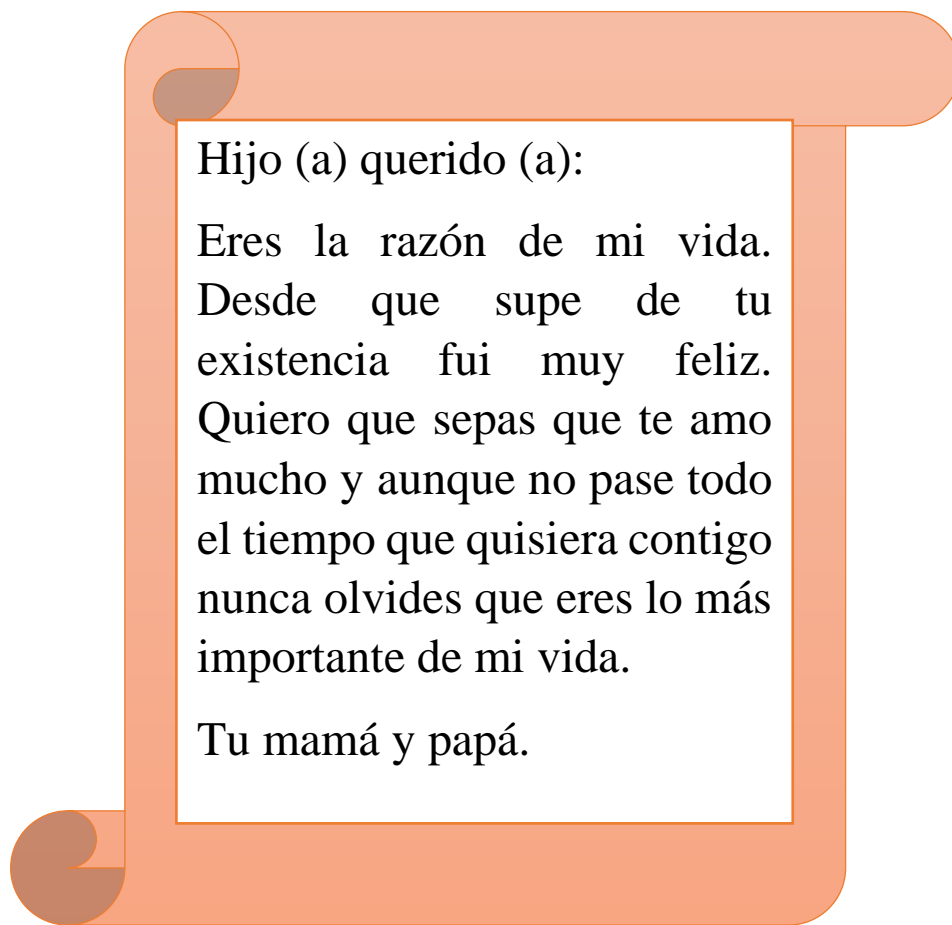 Hijo (a) querido (a):
Eres la razón de mi vida.
Desde que supe de tu
existencia fui muy feliz.
Quiero que sepas que te amo
mucho y aunque no pase todo
el tiempo que quisiera contigo
nunca olvides que eres lo más
importante de mi vida.
Tu mamá y papá.